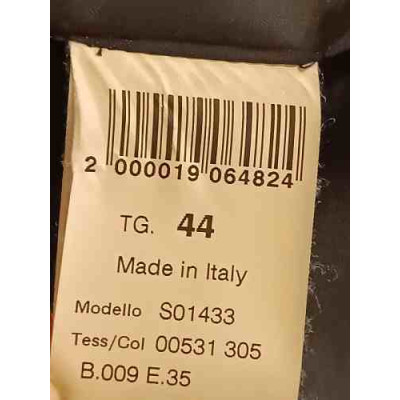 2 000019 064824
TG. 44
Made in Italy
Modello S01433
Tess/Col 00531 305
B.009 E.35